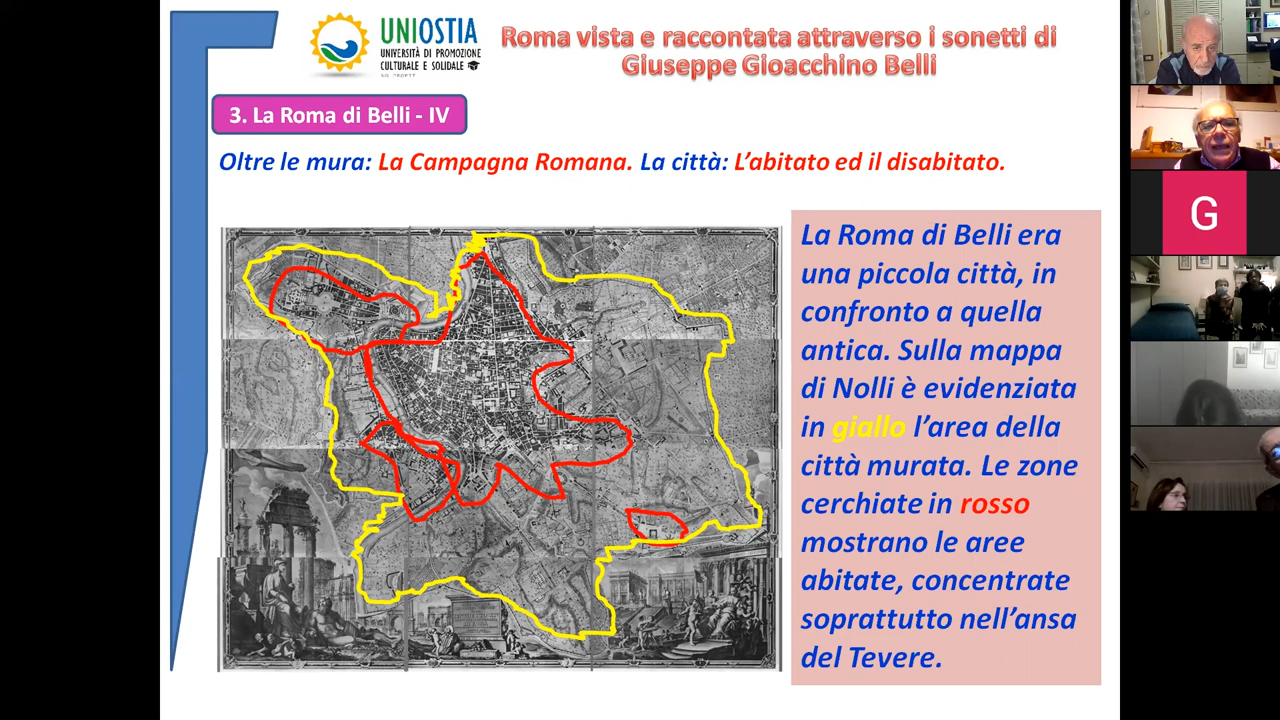 UNIOSTIA
UNIVERSITÀ DI PROMOZIONE
CULTURALE E SOLIDALE
NO PROFIT
Roma vista e raccontata attraverso i sonetti di
Giuseppe Gioacchino Belli
3. La Roma di Belli - IV
Oltre le mura: La Campagna Romana. La città: L’abitato ed il disabitato.
La Roma di Belli era
una piccola città, in
confronto a quella
antica. Sulla mappa
di Nolli è evidenziata
in giallo l’area della
città murata. Le zone
cerchiate in rosso
mostrano le aree
abitate, concentrate
soprattutto nell’ansa
del Tevere.
G